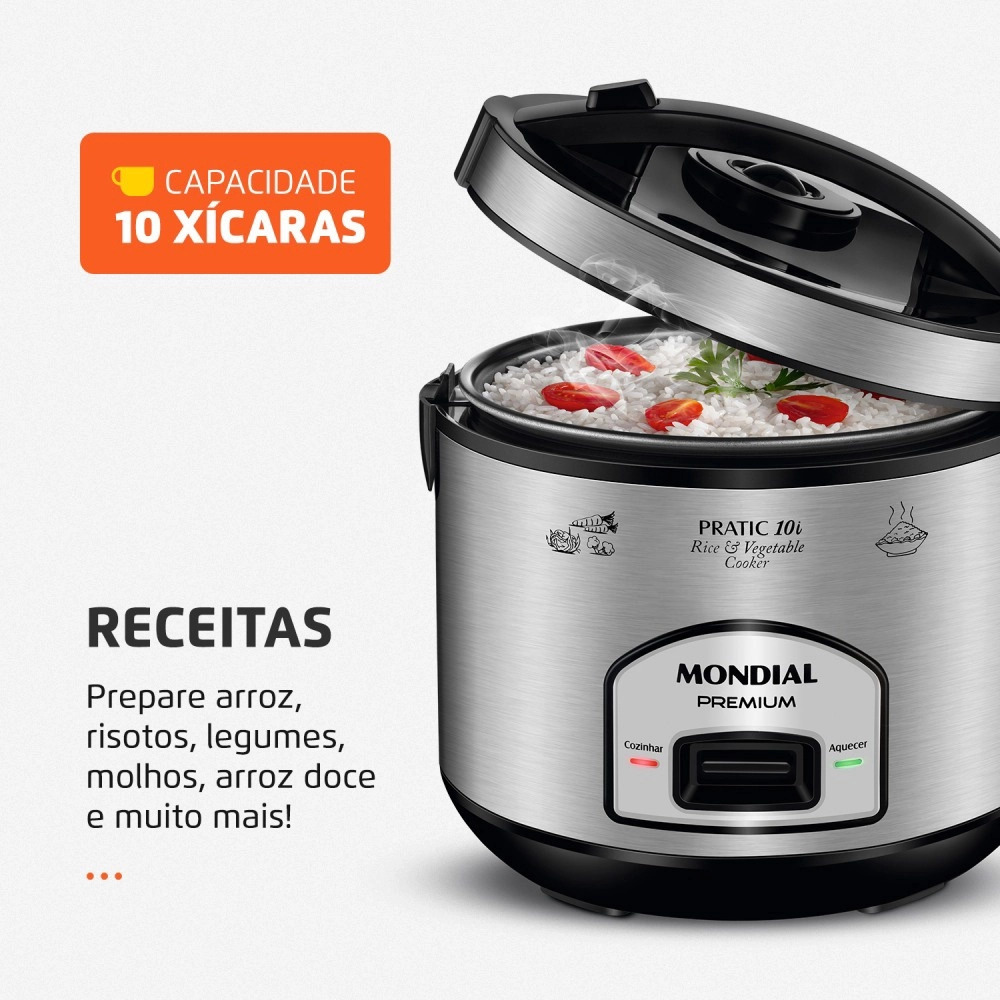 CAPACIDADE
10 XÍCARAS
PRATIC 10i
Rice & Vegetable
Cooker
MONDIAL
PREMIUM
Cozinhar
Aquecer
RECEITAS
Prepare arroz,
risotos, legumes,
molhos, arroz doce
e muito mais!